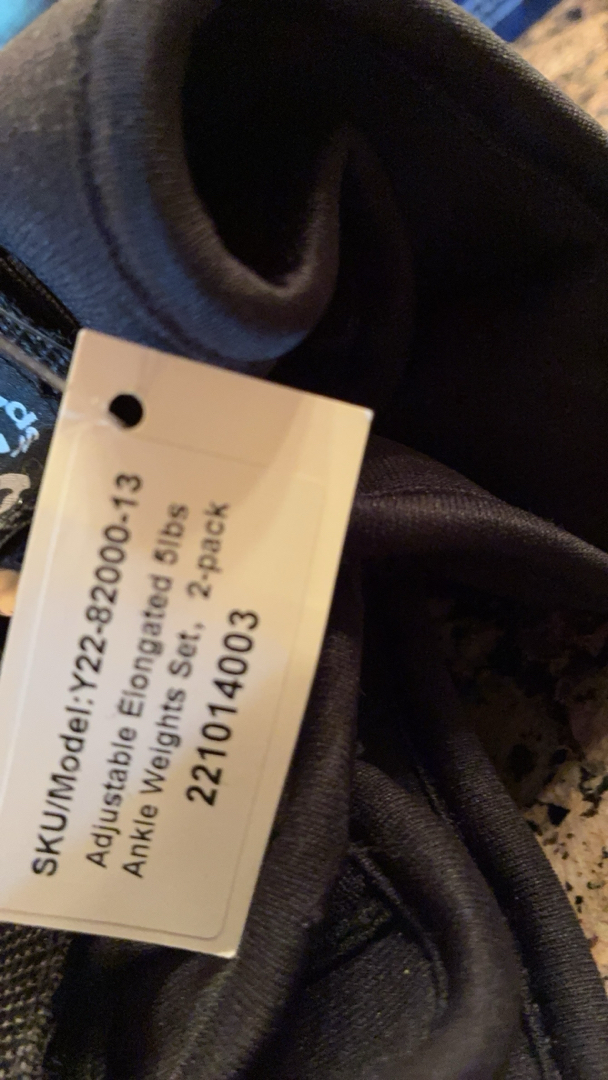 SKU/Model:Y22-82000-13
Adjustable Elongated 5lbs
Ankle Weights Set, 2-pack
221014003